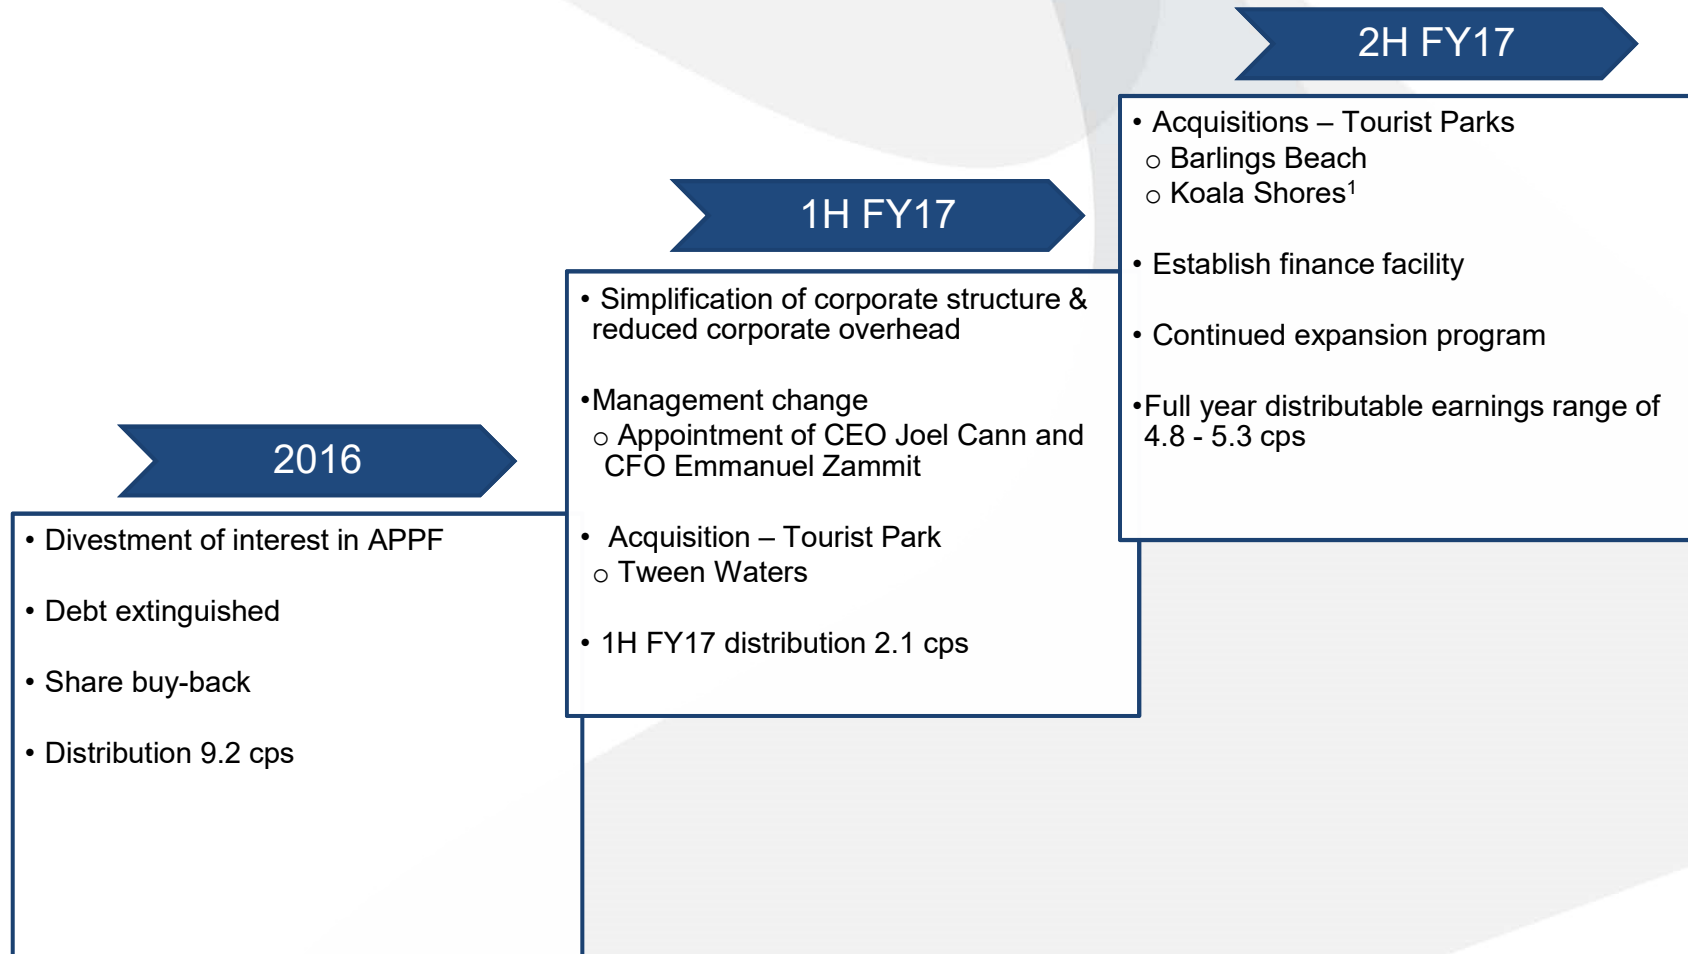 2016
• Divestment of interest in APPF
• Debt extinguished
• Share buy-back
• Distribution 9.2 cps
1H FY17
• Simplification of corporate structure &
reduced corporate overhead
•Management change
o Appointment of CEO Joel Cann and
CFO Emmanuel Zammit
• Acquisition – Tourist Park
o Tween Waters
• 1H FY17 distribution 2.1 cps
2H FY17
• Acquisitions – Tourist Parks
o Barlings Beach
o Koala Shores¹
• Establish finance facility
• Continued expansion program
•Full year distributable earnings range of
4.8 - 5.3 cps